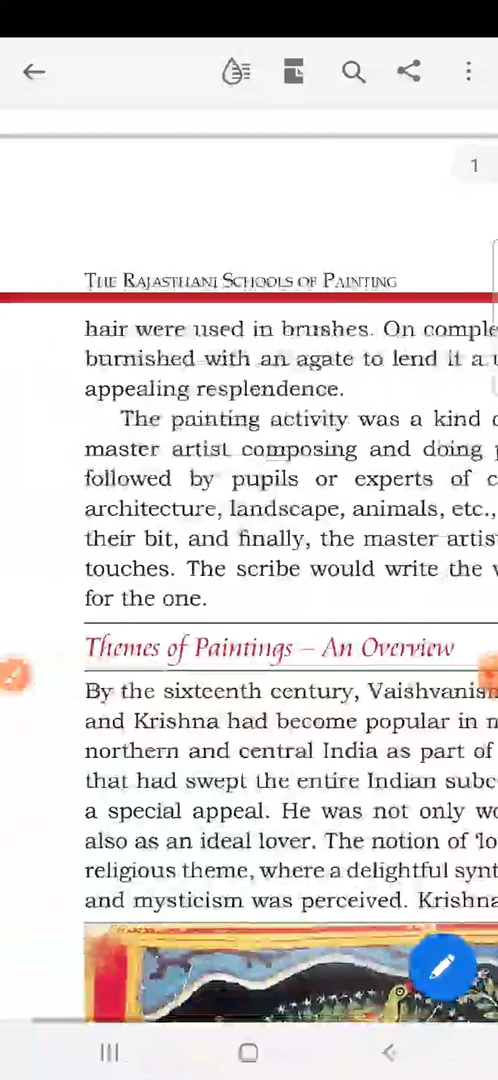 1
THE RAJASTHANI SCHOOLS OF PAINTING
hair were used in brushes. On comple
burnished with an agate to lend it a u
appealing resplendence.
The painting activity was a kind o
master artist composing and doing p
followed by pupils or experts of c
architecture, landscape, animals, etc.,
their bit, and finally, the master artis
touches. The scribe would write the v
for the one.
Themes of Paintings – An Overview
By the sixteenth century, Vaishvanism
and Krishna had become popular in m
northern and central India as part of
that had swept the entire Indian subc
a special appeal. He was not only wo
also as an ideal lover. The notion of ‘lo
religious theme, where a delightful synt
and mysticism was perceived. Krishna